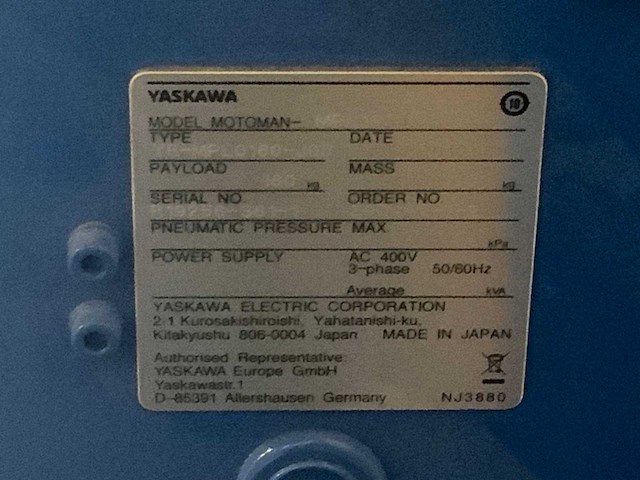 YASKAWA
10
MODEL MOTOMAN-
TYPE DATE
PAYLOAD kg MASS kg
SERIAL NO. ORDER NO
PNEUMATIC PRESSURE MAX. kPa
POWER SUPPLY AC 400V
3-phase 50/60Hz
Average kVA
YASKAWA ELECTRIC CORPORATION
2-1 Kurosakishiroishi, Yahatanishi-ku,
Kitakyushu 806-0004 Japan MADE IN JAPAN
Authorised Representative:
YASKAWA Europe GmbH
Yaskawastr.1
D-85391 Allershausen Germany NJ3880